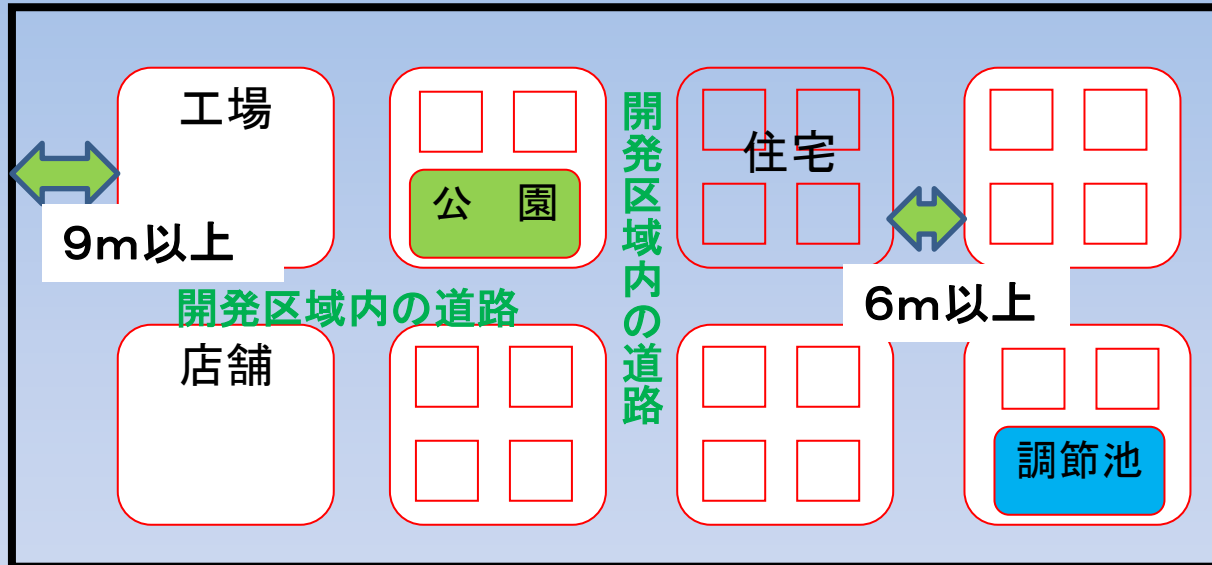 工場
公　園
開発区域内の道路
住宅
9m以上
6m以上
開発区域内の道路
店舗
調節池